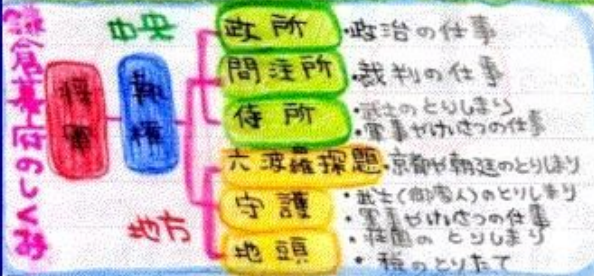 鎌倉幕府のしくみ
将軍
執権
中央
政所
・政治の仕事
問注所
・裁判の仕事
侍所
・武士のとりしまり
・軍事やけいさつの仕事
地方
六波羅探題
・京都や朝廷のとりしまり
守護
・武士(御家人)のとりしまり
・軍事やけいさつの仕事
地頭
・荘園のとりしまり
・税のとりたて